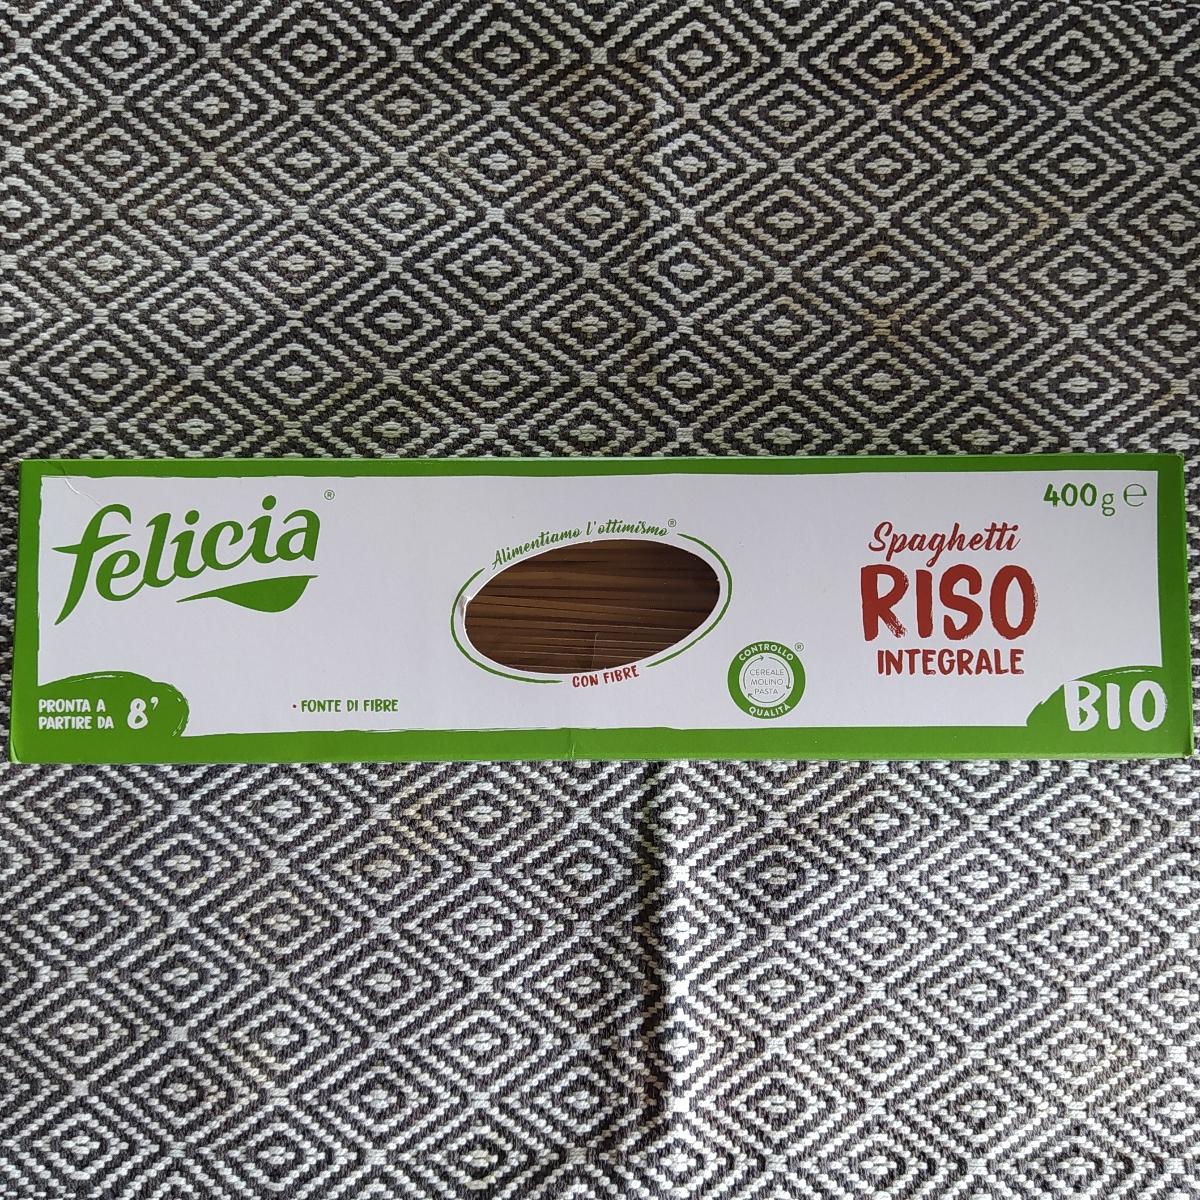 felicia®
Alimentiamo l'ottimismo®
CON FIBRE
400g ℮
Spaghetti
RISO
INTEGRALE
BIO
CONTROLLO®
CEREALE
MOLINO
PASTA
QUALITÀ
PRONTA A
PARTIRE DA 8'
• FONTE DI FIBRE